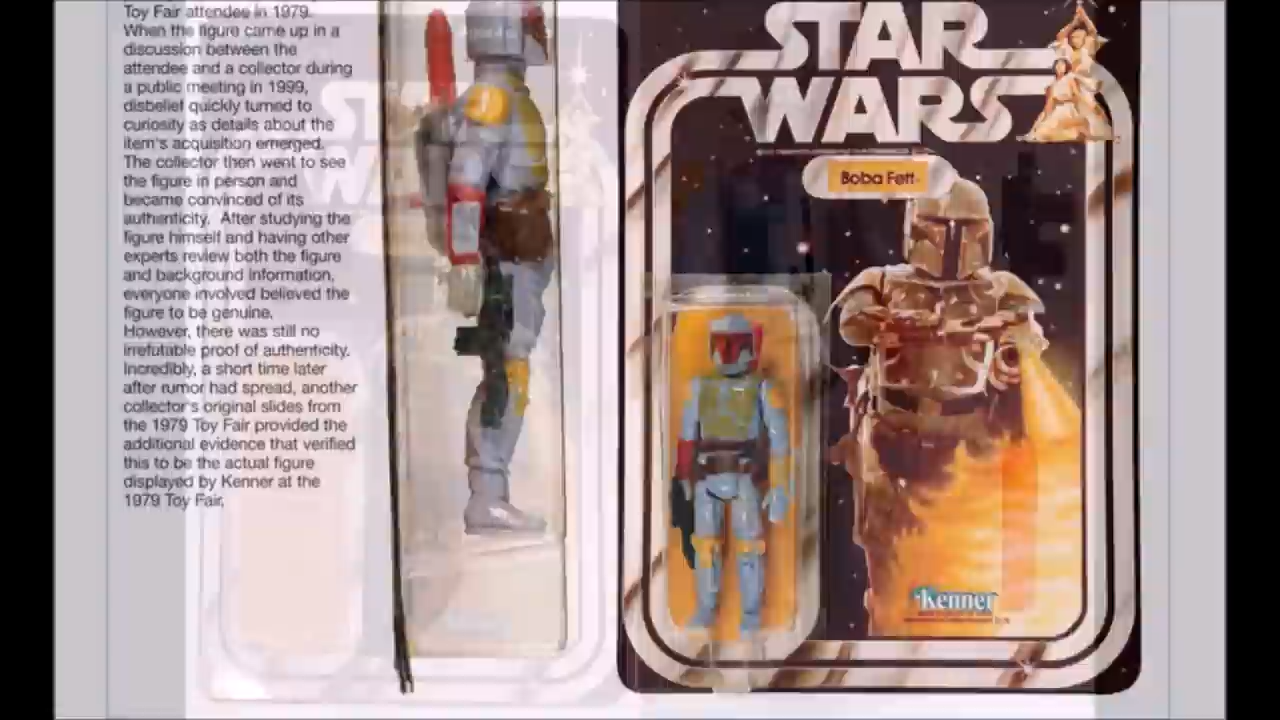 Toy Fair attendee in 1979.
When the figure came up in a
discussion between the
attendee and a collector during
a public meeting in 1999,
disbelief quickly turned to
curiosity as details about the
item's acquisition emerged.
The collector then went to see
the figure in person and
became convinced of its
authenticity. After studying the
figure himself and having other
experts review both the figure
and background information,
everyone involved believed the
figure to be genuine.
However, there was still no
irrefutable proof of authenticity.
Incredibly, a short time later
after rumor had spread, another
collector's original slides from
the 1979 Toy Fair provided the
additional evidence that verified
this to be the actual figure
displayed by Kenner at the
1979 Toy Fair.
STAR
WARS
Boba Fett
Kenner